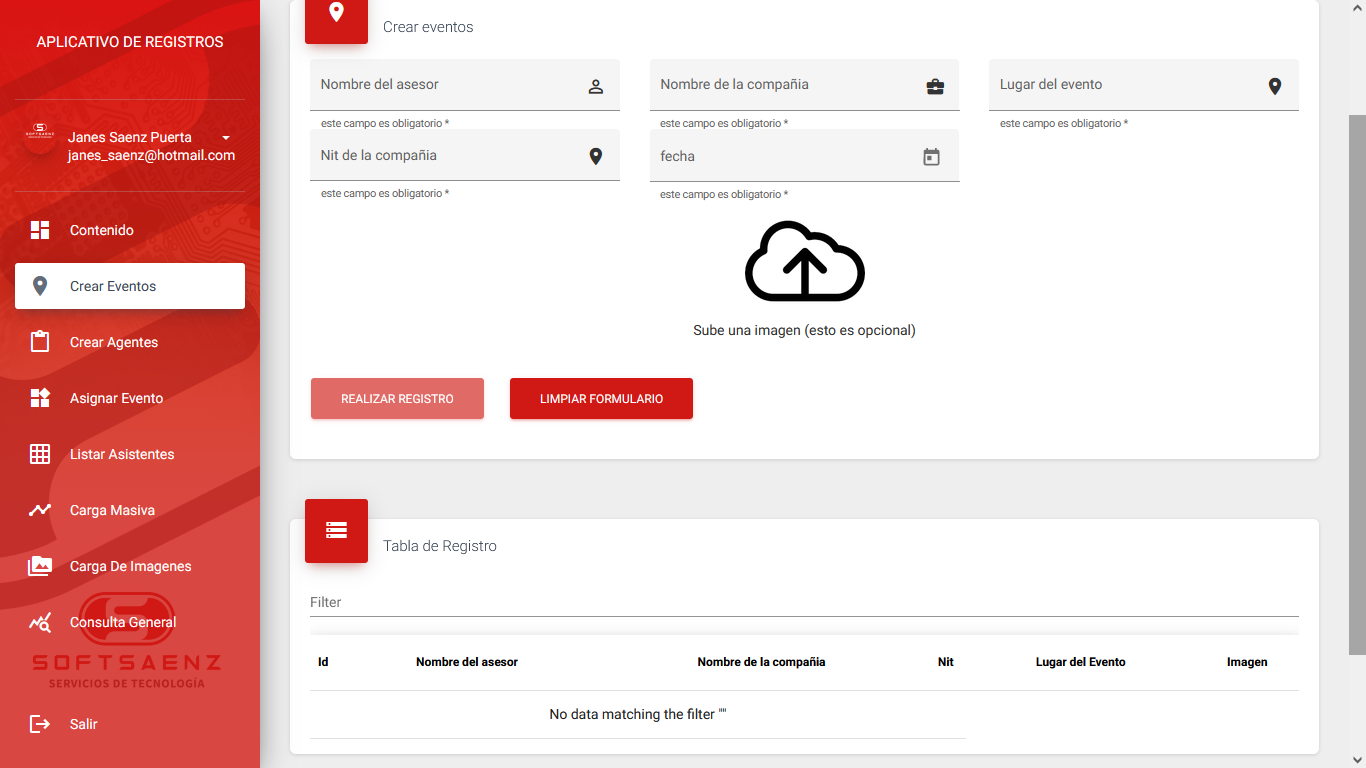 APLICATIVO DE REGISTROS
SOFTSAENZ
Janes Saenz Puerta
janes_saenz@hotmail.com
Contenido
Crear Eventos
Crear Agentes
Asignar Evento
Listar Asistentes
Carga Masiva
Carga De Imagenes
Consulta General
SOFTSAENZ
SERVICIOS DE TECNOLOGÍA
Salir
Crear eventos
Nombre del asesor
este campo es obligatorio *
Nombre de la compañia
este campo es obligatorio *
Lugar del evento
este campo es obligatorio *
Nit de la compañia
este campo es obligatorio *
fecha
este campo es obligatorio *
Sube una imagen (esto es opcional)
REALIZAR REGISTRO
LIMPIAR FORMULARIO
Tabla de Registro
Filter
Id Nombre del asesor Nombre de la compañia Nit Lugar del Evento Imagen
No data matching the filter ""